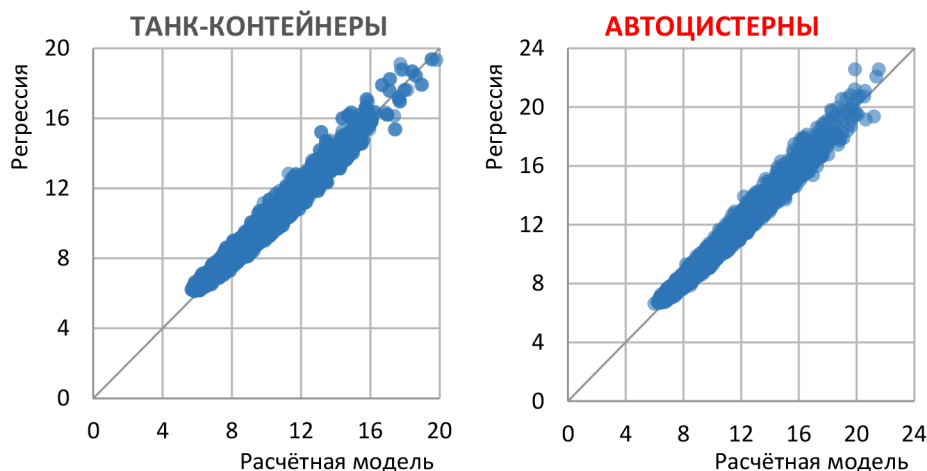 ТАНК-КОНТЕЙНЕРЫ
Регрессия
20
16
12
8
4
0
0 4 8 12 16 20
Расчётная модель
АВТОЦИСТЕРНЫ
Регрессия
24
20
16
12
8
4
0
0 4 8 12 16 20 24
Расчётная модель